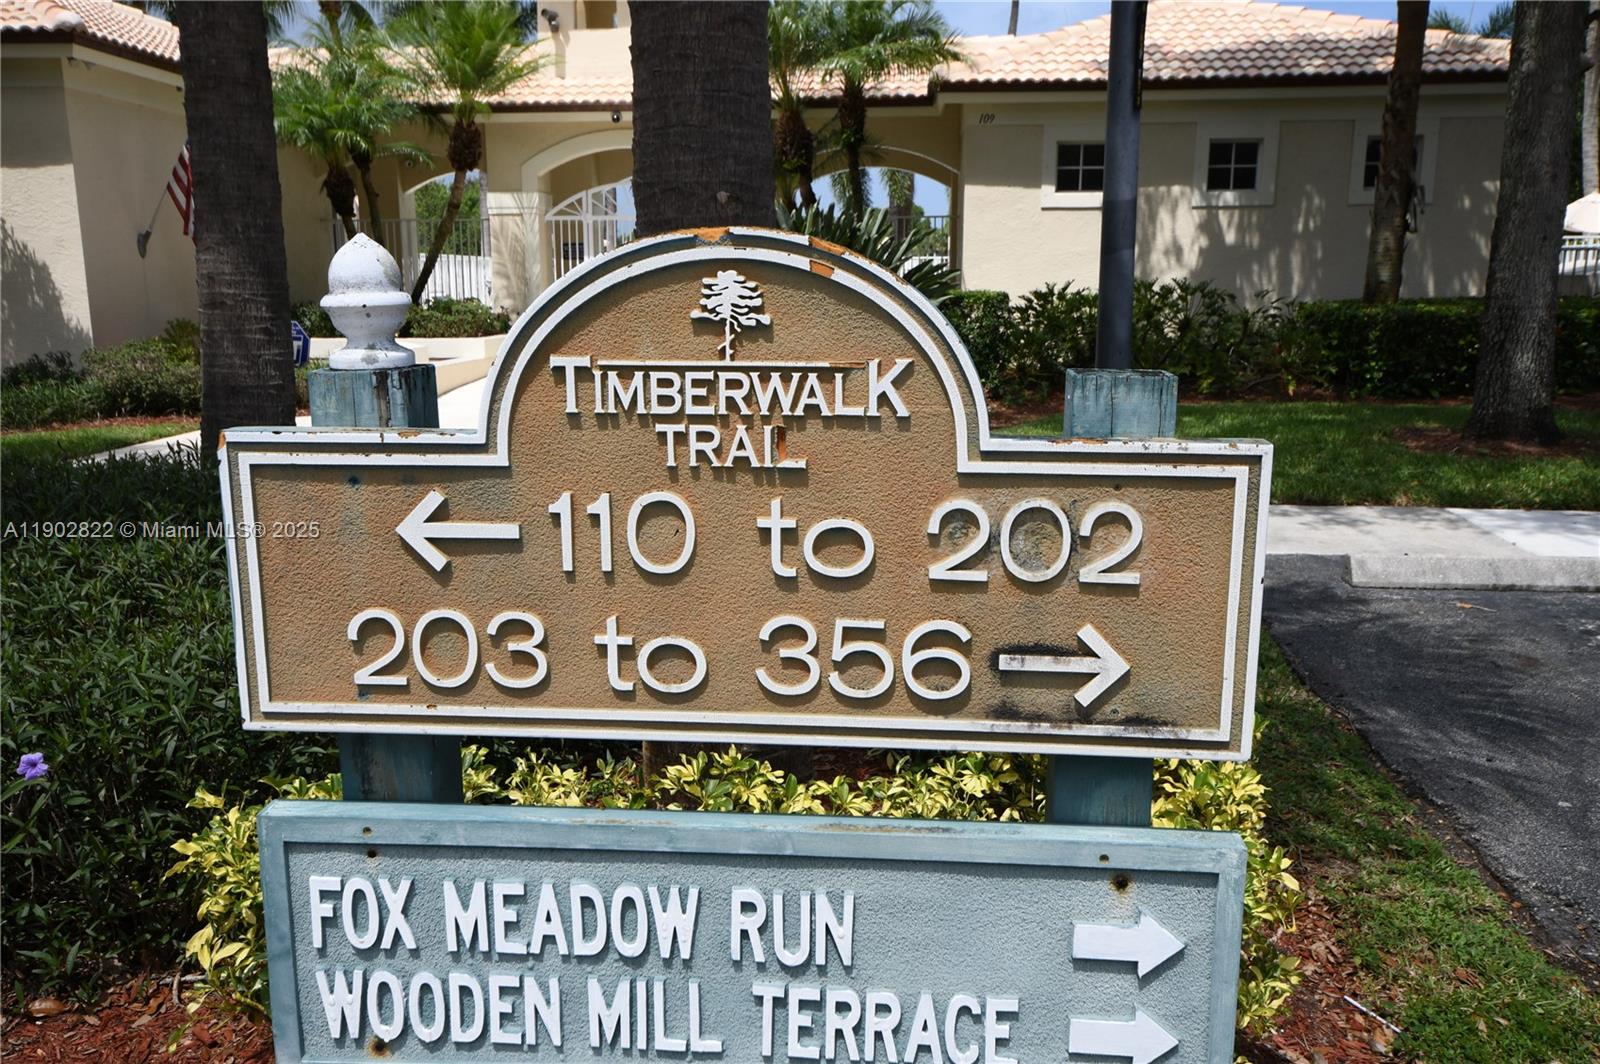 109
TIMBERWALK
TRAIL
← 110 to 202
203 to 356 →
A11902822 © Miami MLS® 2025
FOX MEADOW RUN →
WOODEN MILL TERRACE →